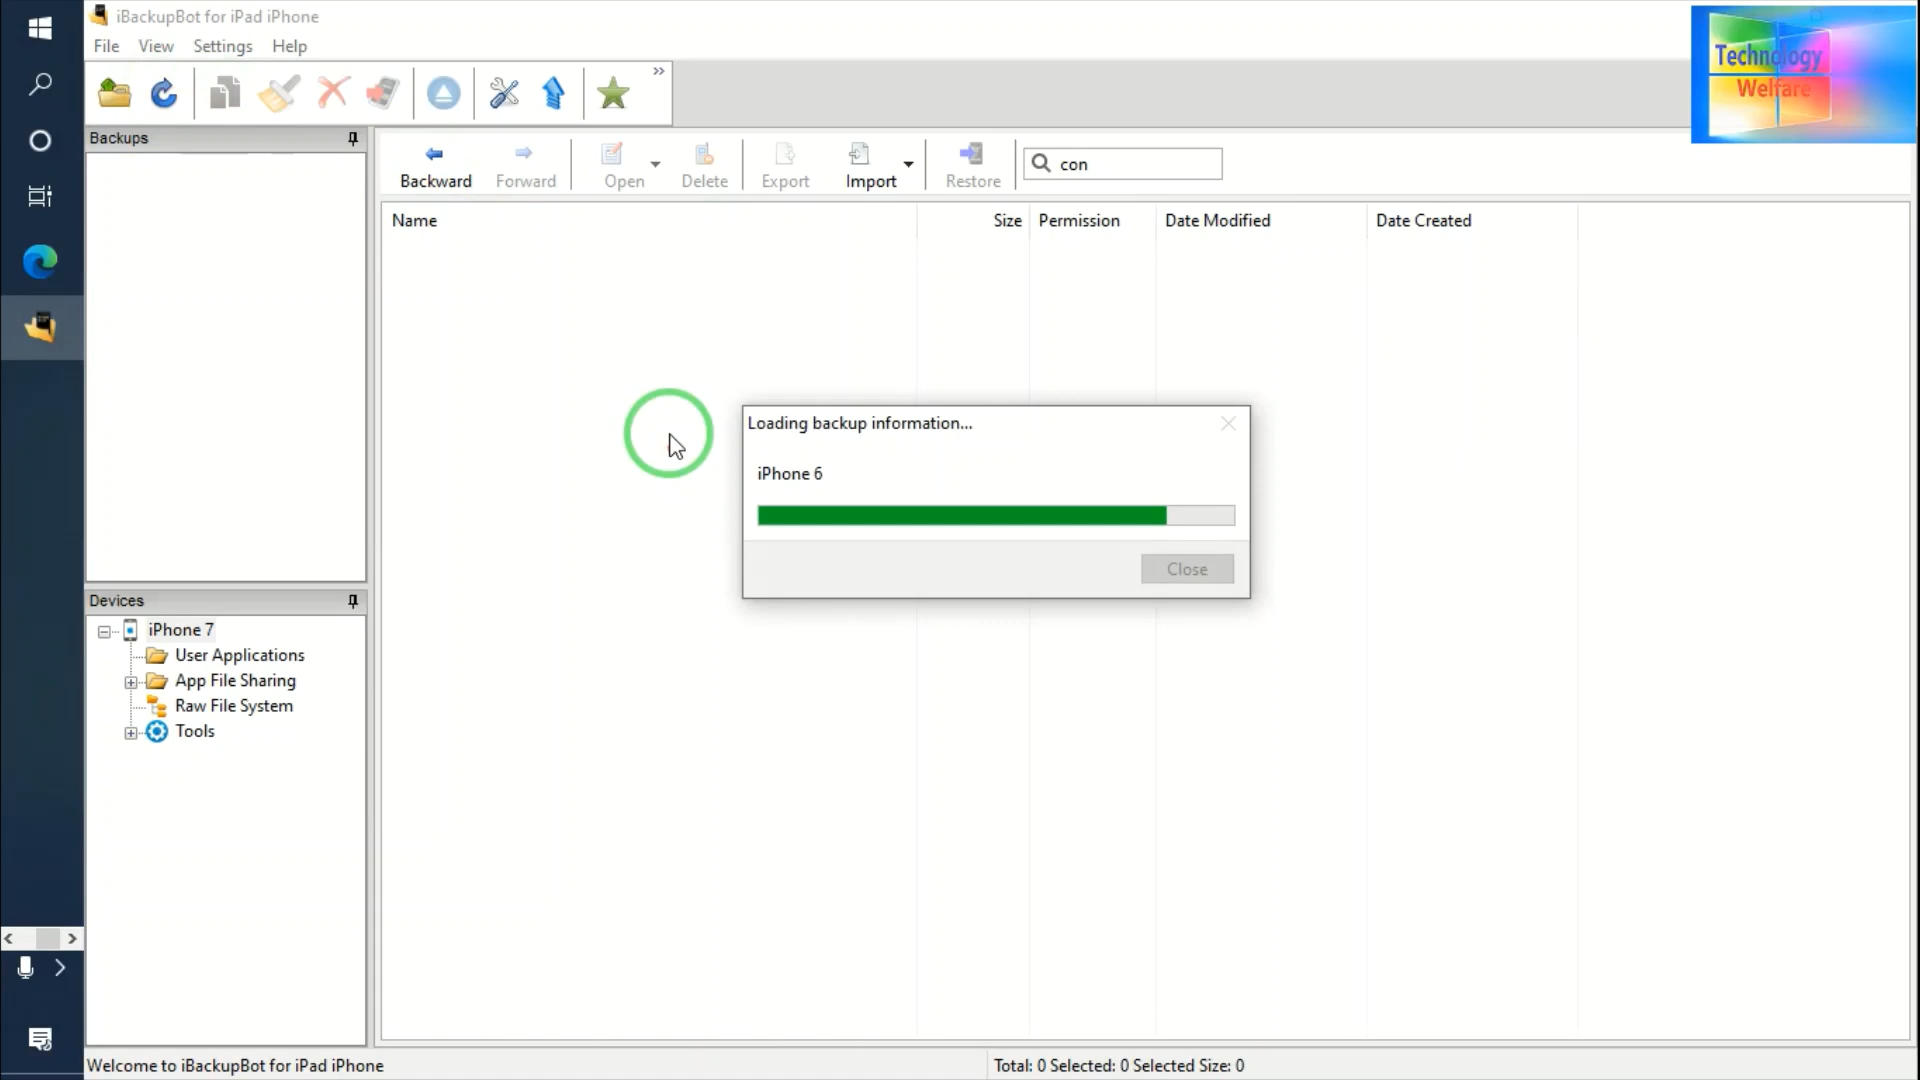 iBackupBot for iPad iPhone
File View Settings Help
»
Technology
Welfare
Backups
Backward Forward Open Delete Export Import Restore con
Name Size Permission Date Modified Date Created
Loading backup information...
iPhone 6
Close
Devices
iPhone 7
User Applications
App File Sharing
Raw File System
Tools
Welcome to iBackupBot for iPad iPhone
Total: 0 Selected: 0 Selected Size: 0